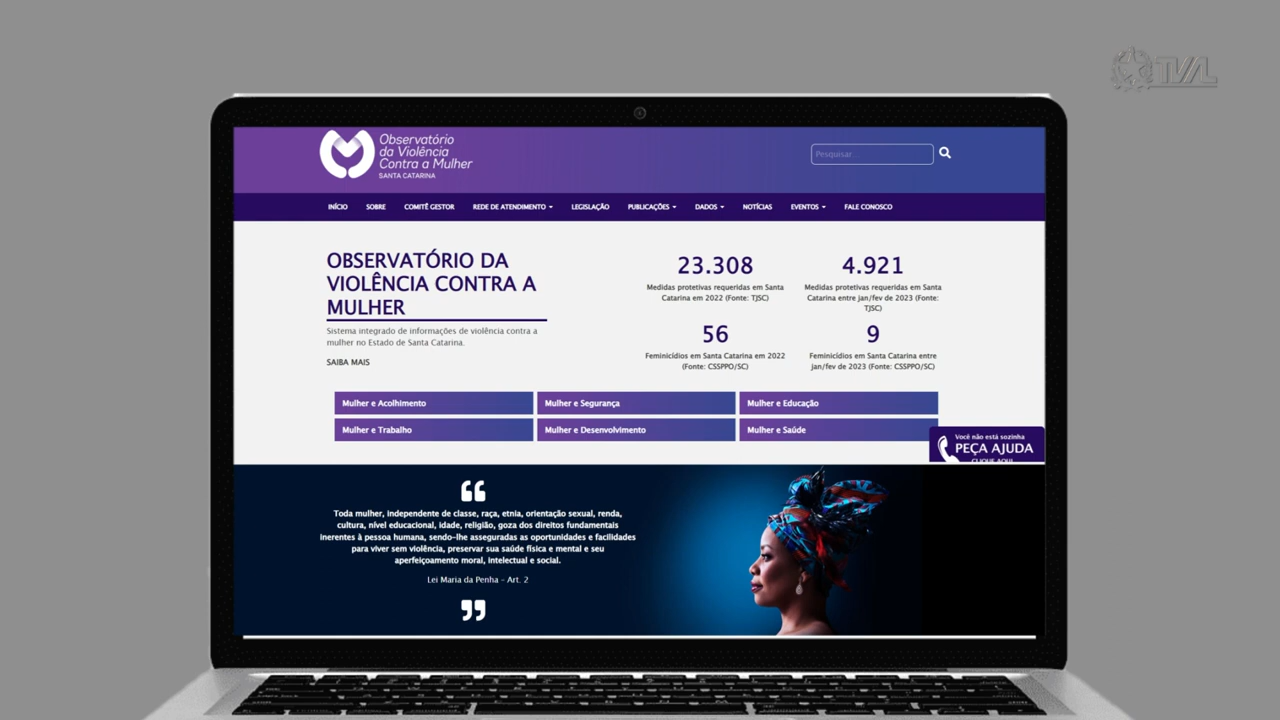 TVAL
Observatório
da Violência
Contra a Mulher
SANTA CATARINA
Pesquisar ...
INÍCIO SOBRE COMITÊ GESTOR REDE DE ATENDIMENTO LEGISLAÇÃO PUBLICAÇÕES DADOS NOTÍCIAS EVENTOS FALE CONOSCO
OBSERVATÓRIO DA
VIOLÊNCIA CONTRA A
MULHER
Sistema integrado de informações de violência contra a
mulher no Estado de Santa Catarina.
SAIBA MAIS
23.308
Medidas protetivas requeridas em Santa
Catarina em 2022 (Fonte: TJSC)
4.921
Medidas protetivas requeridas em Santa
Catarina entre jan/fev de 2023 (Fonte:
TJSC)
56
Feminicídios em Santa Catarina em 2022
(Fonte: CSSPPO/SC)
9
Feminicídios em Santa Catarina entre
jan/fev de 2023 (Fonte: CSSPPO/SC)
Mulher e Acolhimento
Mulher e Segurança
Mulher e Educação
Mulher e Trabalho
Mulher e Desenvolvimento
Mulher e Saúde
Você não está sozinha
PEÇA AJUDA
CLIQUE AQUI
“
Toda mulher, independente de classe, raça, etnia, orientação sexual, renda,
cultura, nível educacional, idade, religião, goza dos direitos fundamentais
inerentes à pessoa humana, sendo-lhe asseguradas as oportunidades e facilidades
para viver sem violência, preservar sua saúde física e mental e seu
aperfeiçoamento moral, intelectual e social.
Lei Maria da Penha – Art. 2
”